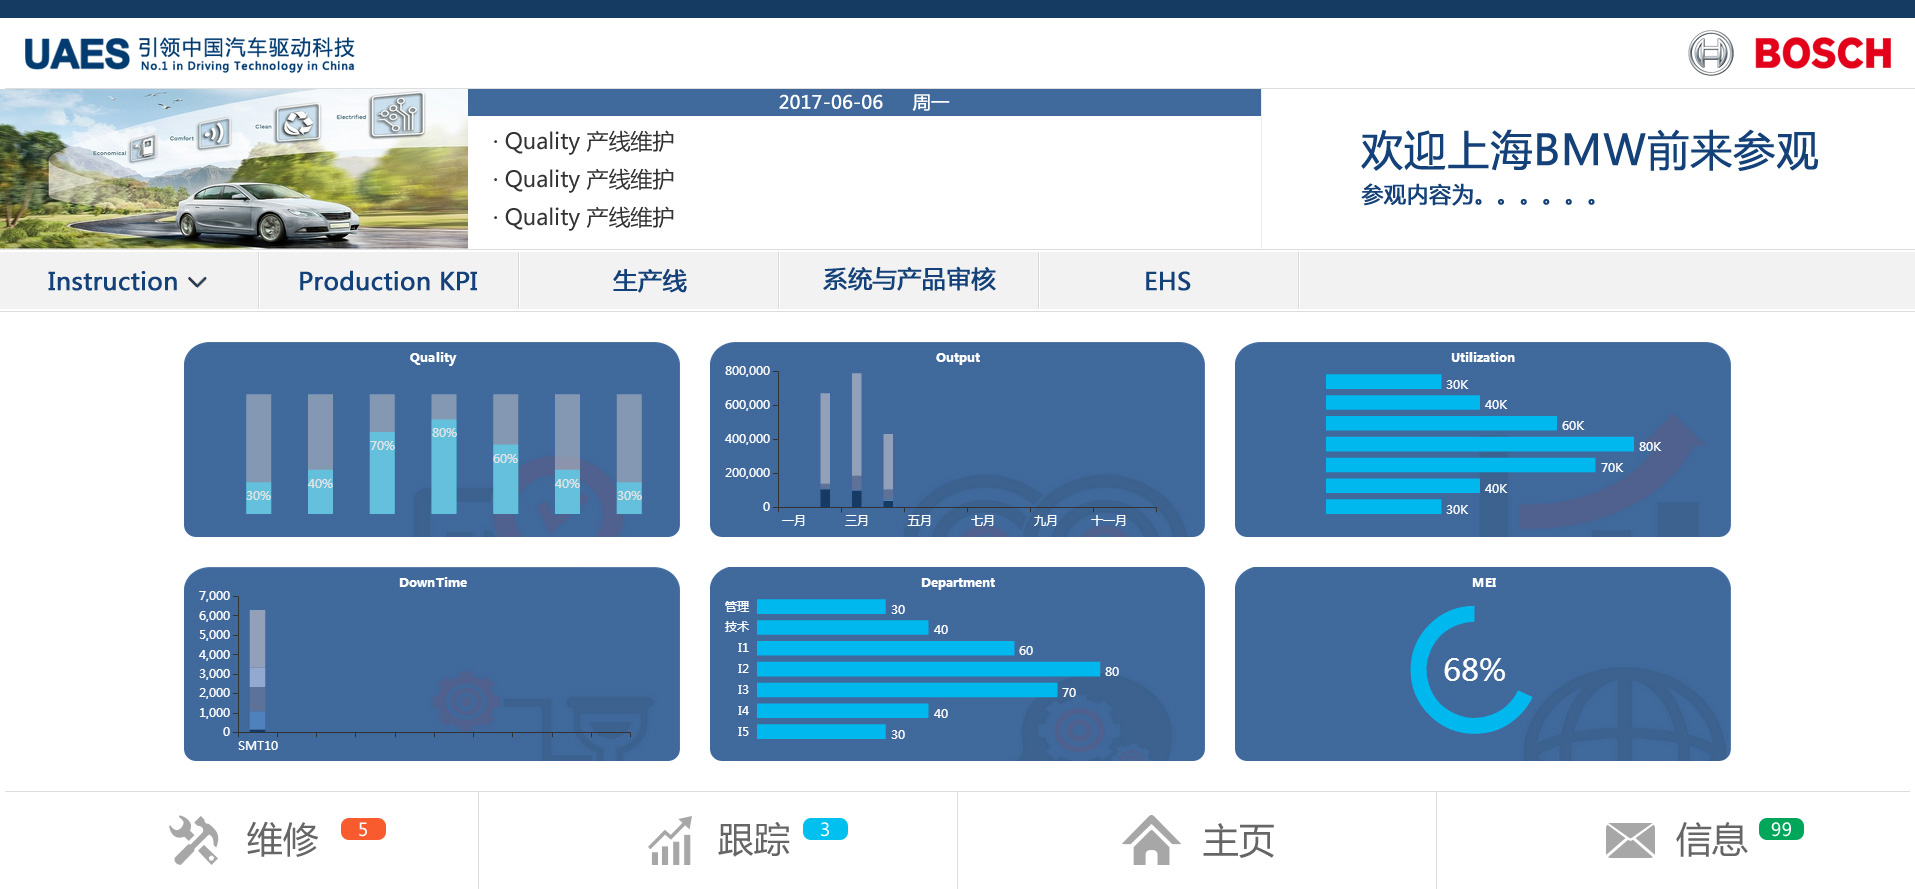 UAES 引领中国汽车驱动科技
No.1 in Driving Technology in China
BOSCH
Economical
Comfort
Clean
Electrified
2017-06-06 周一
· Quality 产线维护
· Quality 产线维护
· Quality 产线维护
欢迎上海BMW前来参观
参观内容为。。。。。。
Instruction
Production KPI
生产线
系统与产品审核
EHS
Quality
30%
40%
70%
80%
60%
40%
30%
Output
800,000
600,000
400,000
200,000
0
一月
三月
五月
七月
九月
十一月
Utilization
30K
40K
60K
80K
70K
40K
30K
DownTime
7,000
6,000
5,000
4,000
3,000
2,000
1,000
0
SMT10
Department
管理 30
技术 40
I1 60
I2 80
I3 70
I4 40
I5 30
MEI
68%
维修 5
跟踪 3
主页
信息 99